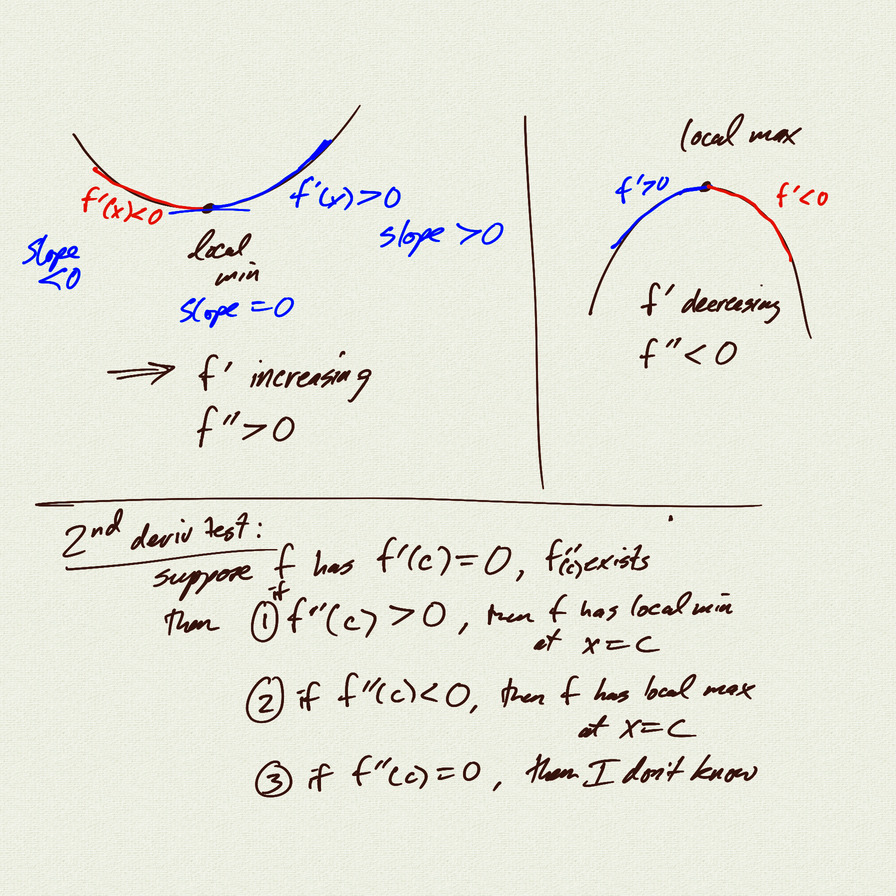 f'(x)<0
f'(x)>0
slope
<0
slope >0
local
min
slope =0
⟹ f' increasing
f''>0
local max
f'>0
f'<0
f' decreasing
f''<0
2nd deriv test:
suppose f has f'(c)=0, f''(c) exists
then ① if f''(c) >0, then f has local min
at x=c
② if f''(c)<0, then f has local max
at x=c
③ if f''(c)=0, then I don't know